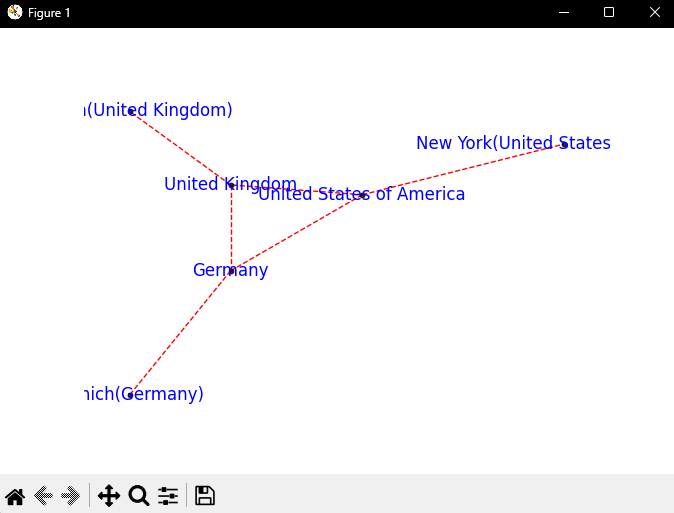 Figure 1
(United Kingdom)
New York(United States
United Kingdom
United States of America
Germany
nich(Germany)